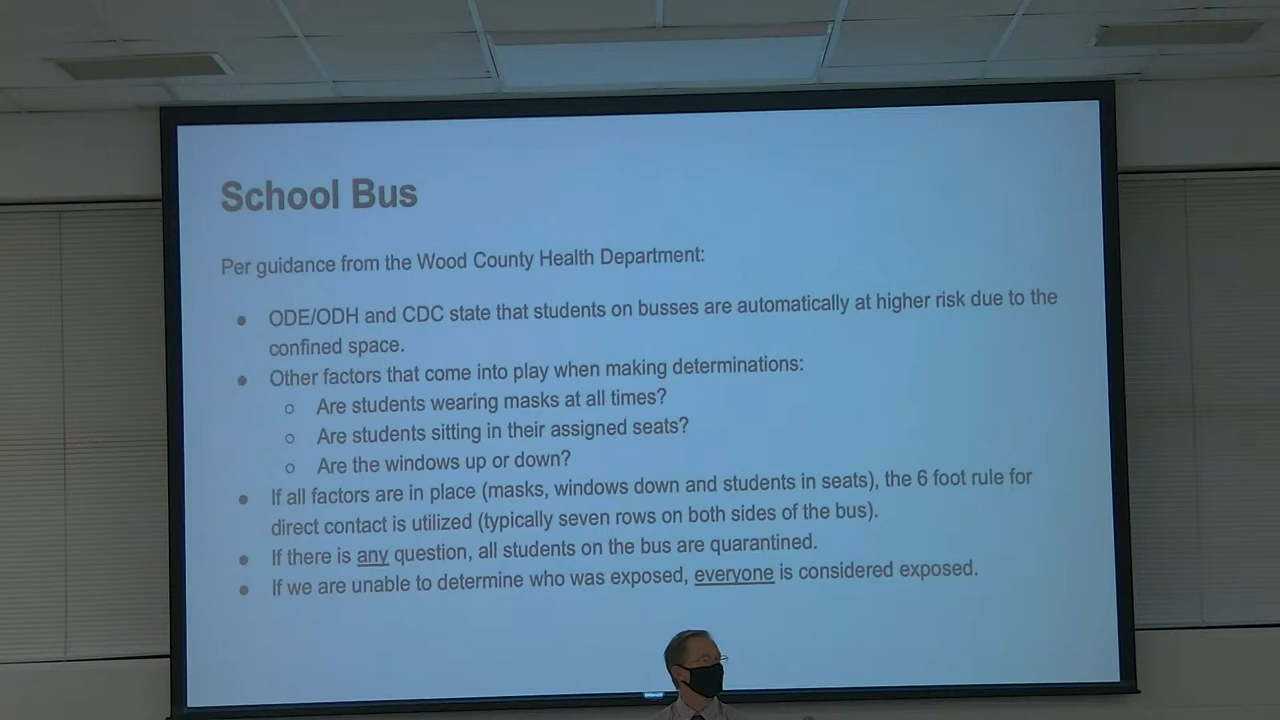 School Bus
Per guidance from the Wood County Health Department:
● ODE/ODH and CDC state that students on busses are automatically at higher risk due to the
confined space.
● Other factors that come into play when making determinations:
○ Are students wearing masks at all times?
○ Are students sitting in their assigned seats?
○ Are the windows up or down?
● If all factors are in place (masks, windows down and students in seats), the 6 foot rule for
direct contact is utilized (typically seven rows on both sides of the bus).
● If there is any question, all students on the bus are quarantined.
● If we are unable to determine who was exposed, everyone is considered exposed.